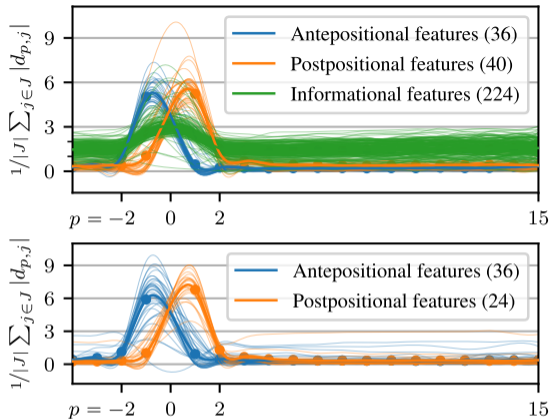 9
6
3
0
1/|J| ∑_{j∈J} |d_{p,j}|
Antepositional features (36)
Postpositional features (40)
Informational features (224)
p = −2
0
2
15
9
6
3
0
1/|J| ∑_{j∈J} |d_{p,j}|
Antepositional features (36)
Postpositional features (24)
p = −2
0
2
15